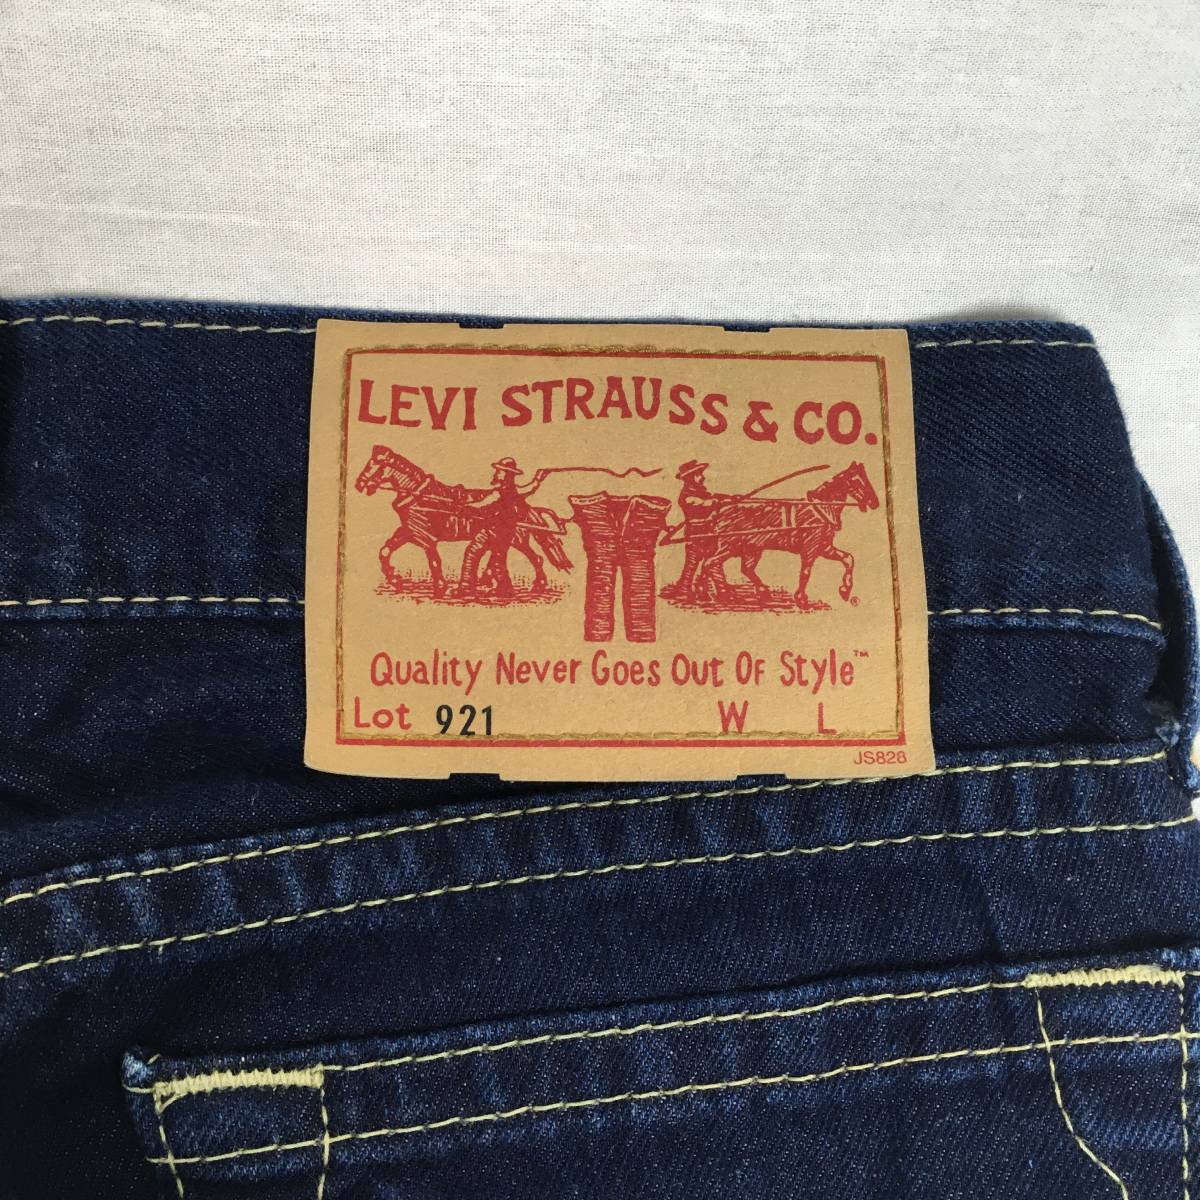 LEVI STRAUSS & CO.
®
Quality Never Goes Out Of Style™
Lot 921 W L
JS828